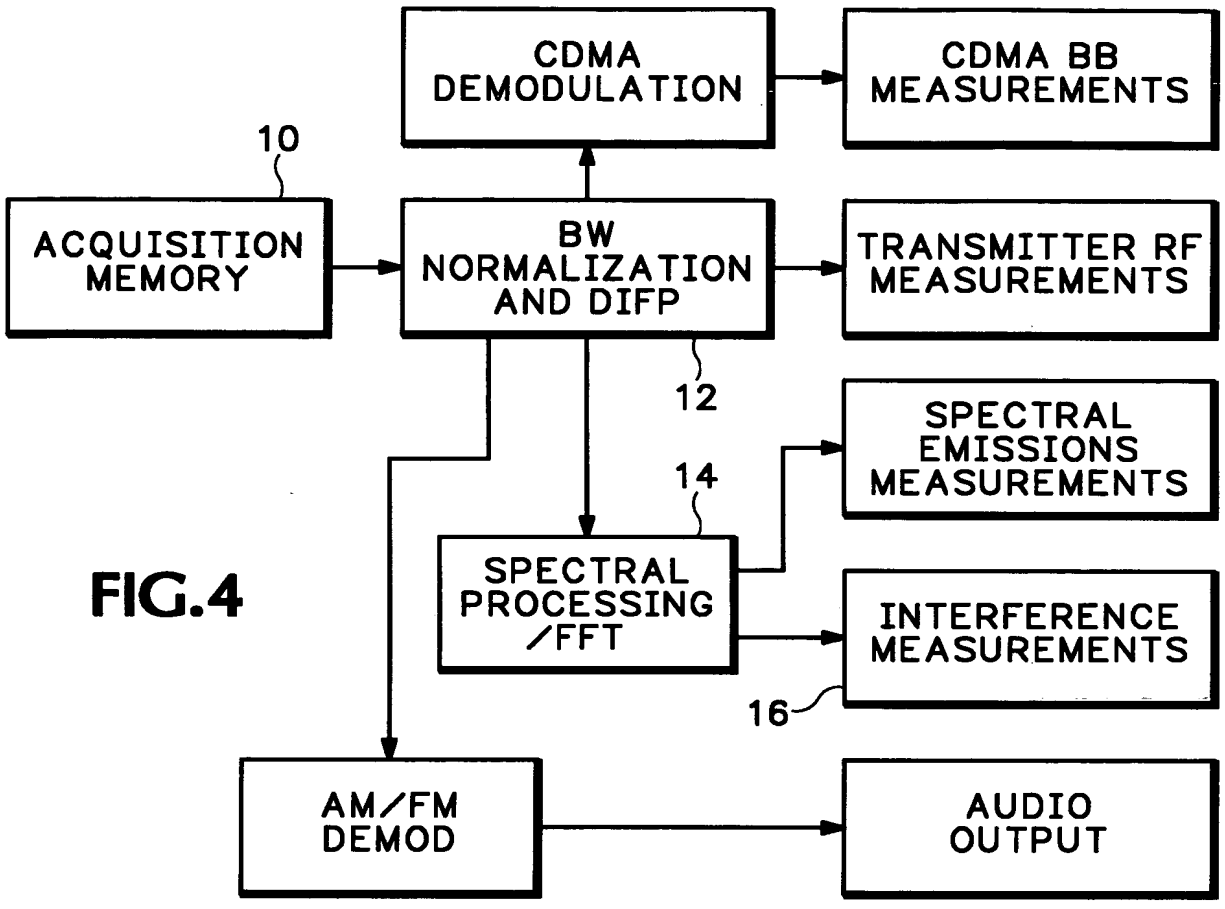 CDMA
DEMODULATION
CDMA BB
MEASUREMENTS
10
ACQUISITION
MEMORY
BW
NORMALIZATION
AND DIFP
TRANSMITTER RF
MEASUREMENTS
12
SPECTRAL
EMISSIONS
MEASUREMENTS
14
FIG.4
SPECTRAL
PROCESSING
/FFT
INTERFERENCE
MEASUREMENTS
16
AM/FM
DEMOD
AUDIO
OUTPUT